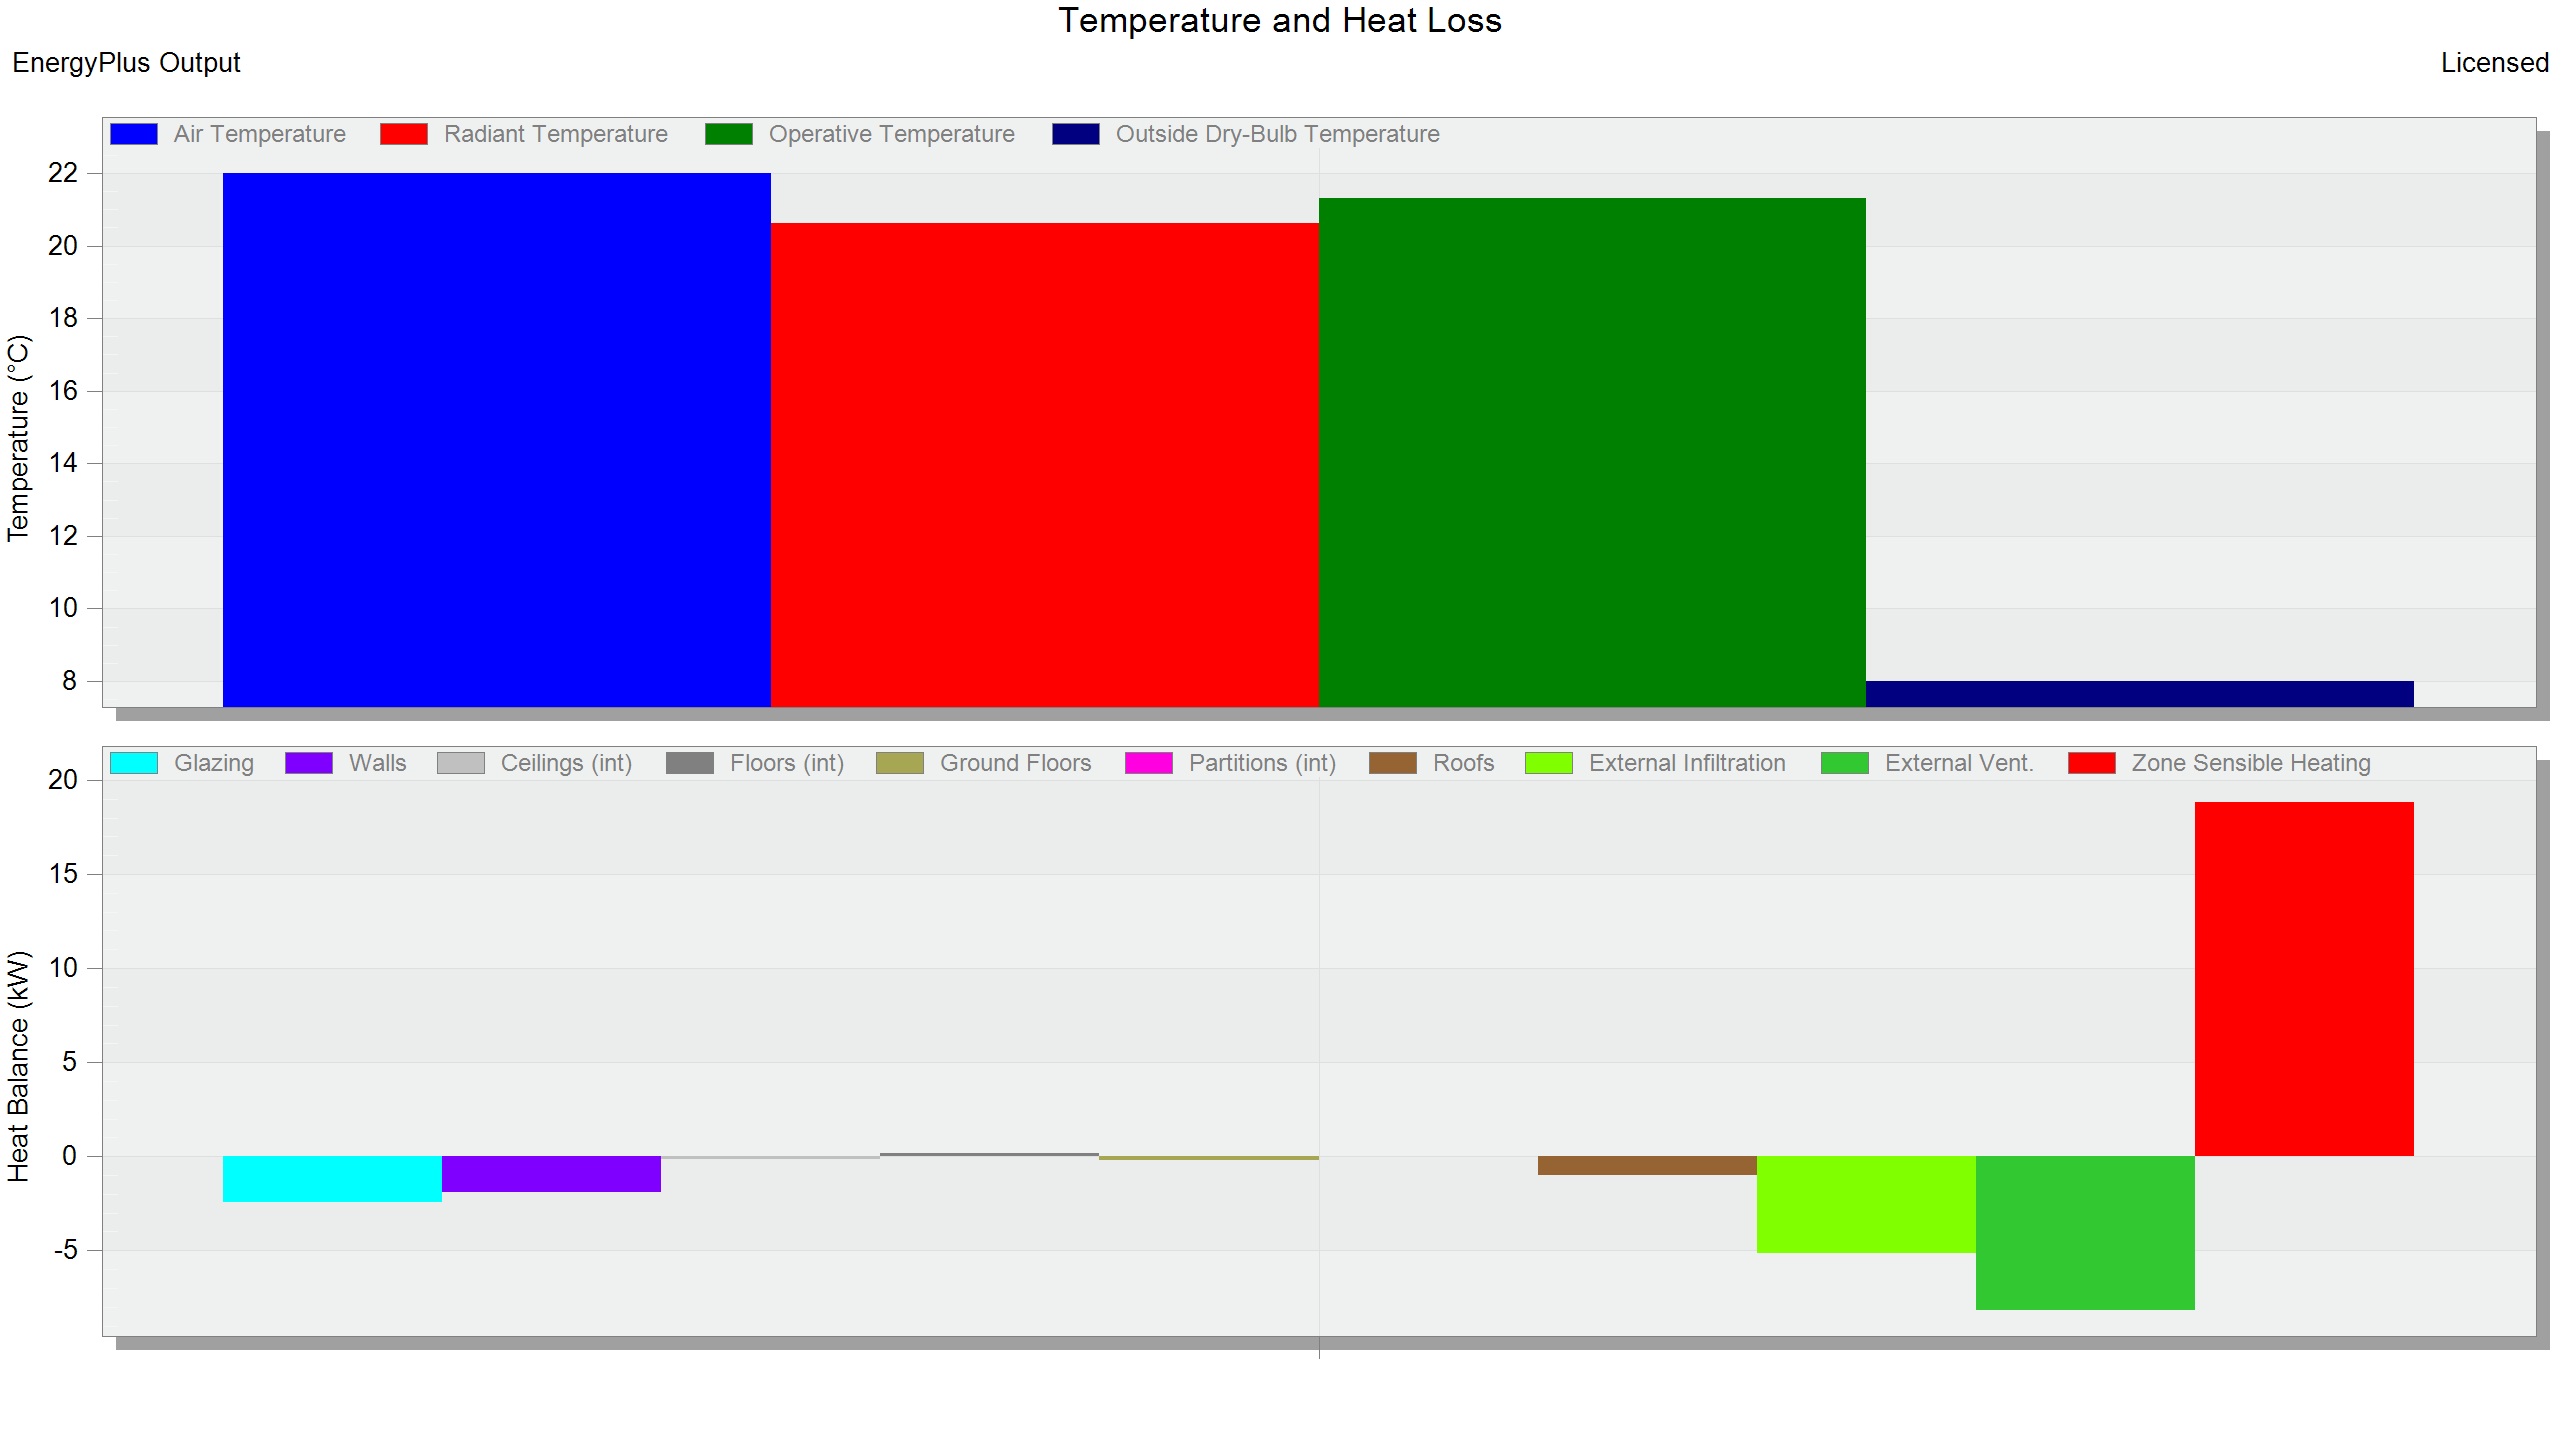 Temperature and Heat Loss
EnergyPlus Output
Licensed
Air Temperature Radiant Temperature Operative Temperature Outside Dry-Bulb Temperature
22
20
18
16
14
12
10
8
Temperature (°C)
Glazing Walls Ceilings (int) Floors (int) Ground Floors Partitions (int) Roofs External Infiltration External Vent. Zone Sensible Heating
20
15
10
5
0
-5
Heat Balance (kW)